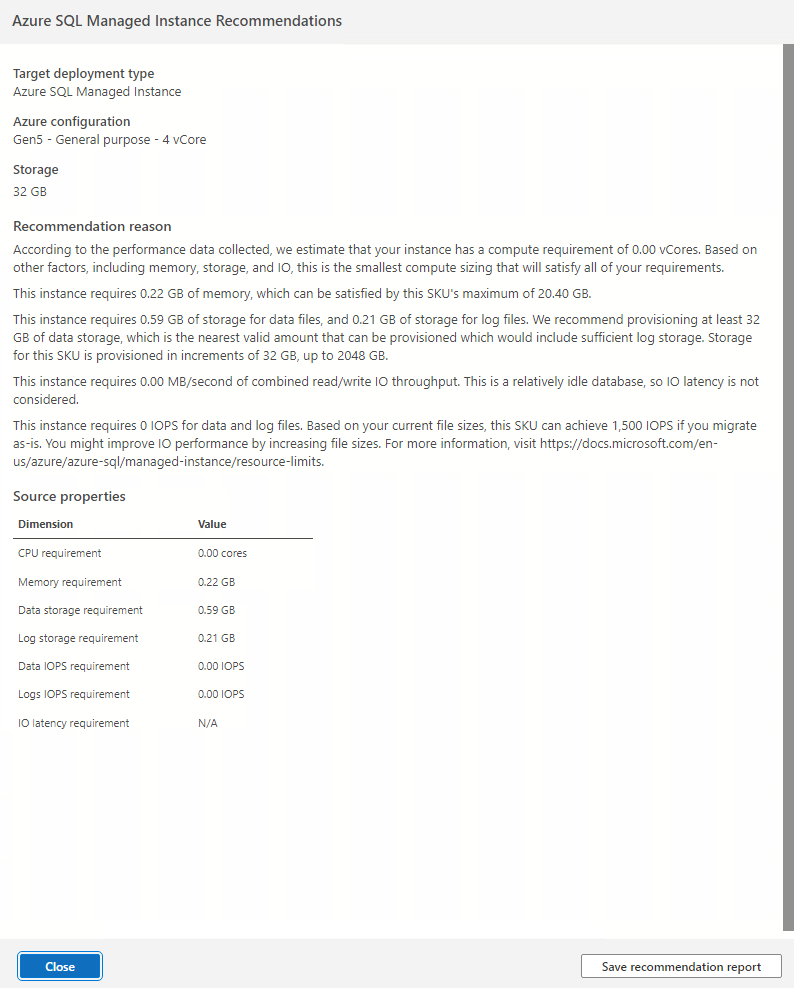 Azure SQL Managed Instance Recommendations
Target deployment type
Azure SQL Managed Instance
Azure configuration
Gen5 - General purpose - 4 vCore
Storage
32 GB
Recommendation reason
According to the performance data collected, we estimate that your instance has a compute requirement of 0.00 vCores. Based on
other factors, including memory, storage, and IO, this is the smallest compute sizing that will satisfy all of your requirements.
This instance requires 0.22 GB of memory, which can be satisfied by this SKU's maximum of 20.40 GB.
This instance requires 0.59 GB of storage for data files, and 0.21 GB of storage for log files. We recommend provisioning at least 32
GB of data storage, which is the nearest valid amount that can be provisioned which would include sufficient log storage. Storage
for this SKU is provisioned in increments of 32 GB, up to 2048 GB.
This instance requires 0.00 MB/second of combined read/write IO throughput. This is a relatively idle database, so IO latency is not
considered.
This instance requires 0 IOPS for data and log files. Based on your current file sizes, this SKU can achieve 1,500 IOPS if you migrate
as-is. You might improve IO performance by increasing file sizes. For more information, visit https://docs.microsoft.com/en-
us/azure/azure-sql/managed-instance/resource-limits.
Source properties
Dimension Value
CPU requirement 0.00 cores
Memory requirement 0.22 GB
Data storage requirement 0.59 GB
Log storage requirement 0.21 GB
Data IOPS requirement 0.00 IOPS
Logs IOPS requirement 0.00 IOPS
IO latency requirement N/A
Close Save recommendation report